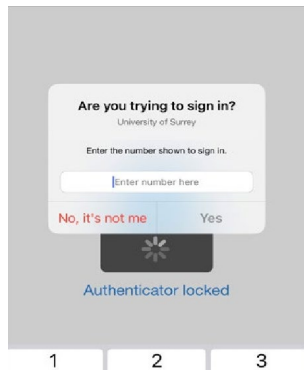 Are you trying to sign in?
University of Surrey
Enter the number shown to sign in.
Enter number here
No, it's not me
Yes
Authenticator locked
1
2
3